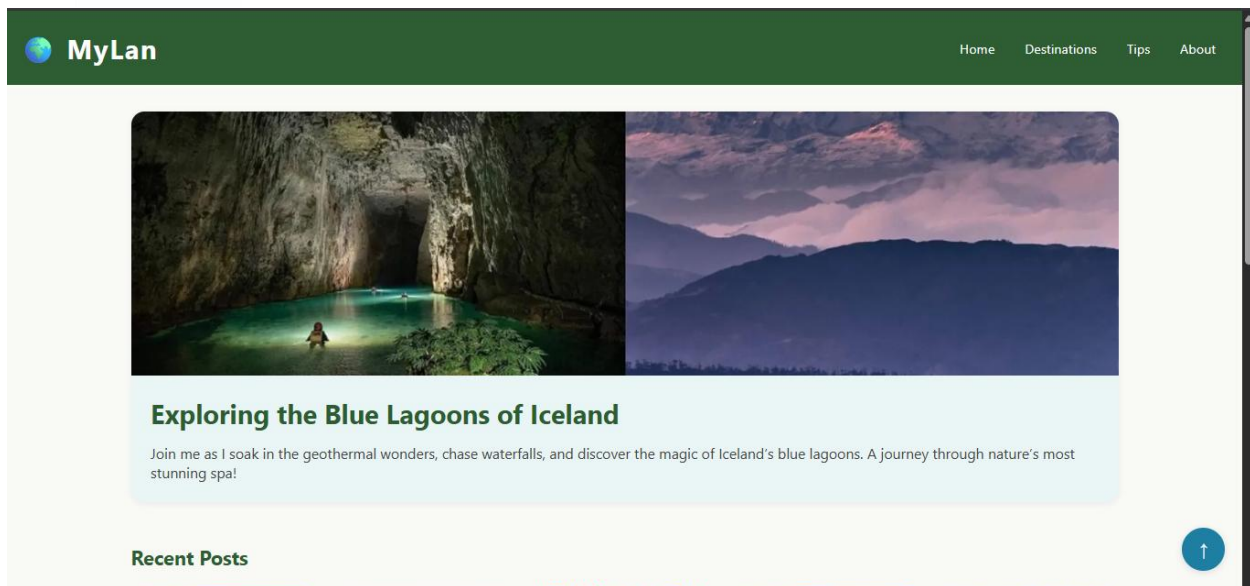 MyLan
Home Destinations Tips About
Exploring the Blue Lagoons of Iceland
Join me as I soak in the geothermal wonders, chase waterfalls, and discover the magic of Iceland's blue lagoons. A journey through nature's most
stunning spa!
Recent Posts
↑